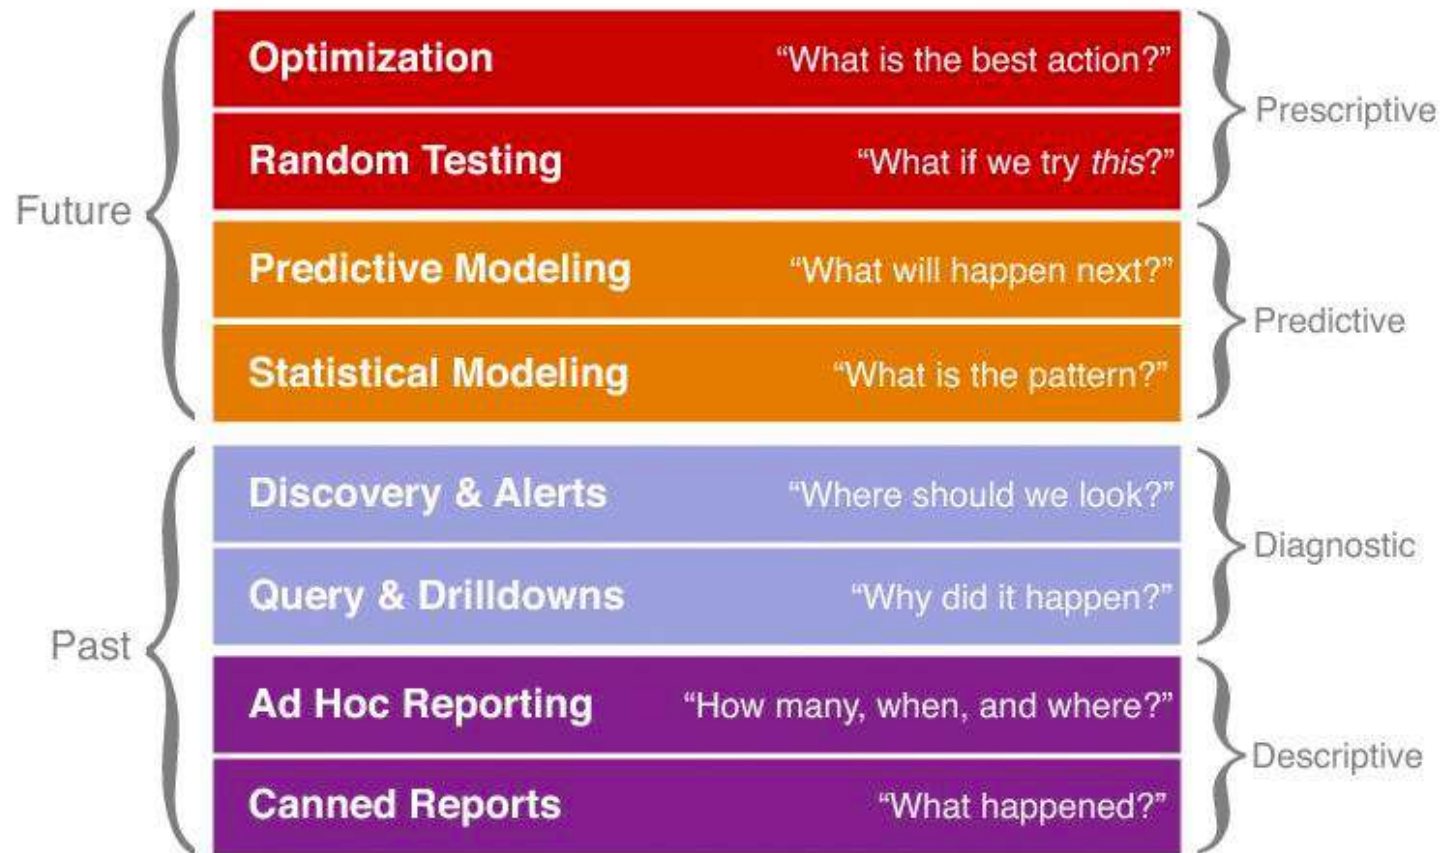 Optimization “What is the best action?”
Random Testing “What if we try this?”
Prescriptive
Future
Predictive Modeling “What will happen next?”
Statistical Modeling “What is the pattern?”
Predictive
Discovery & Alerts “Where should we look?”
Query & Drilldowns “Why did it happen?”
Diagnostic
Past
Ad Hoc Reporting “How many, when, and where?”
Canned Reports “What happened?”
Descriptive